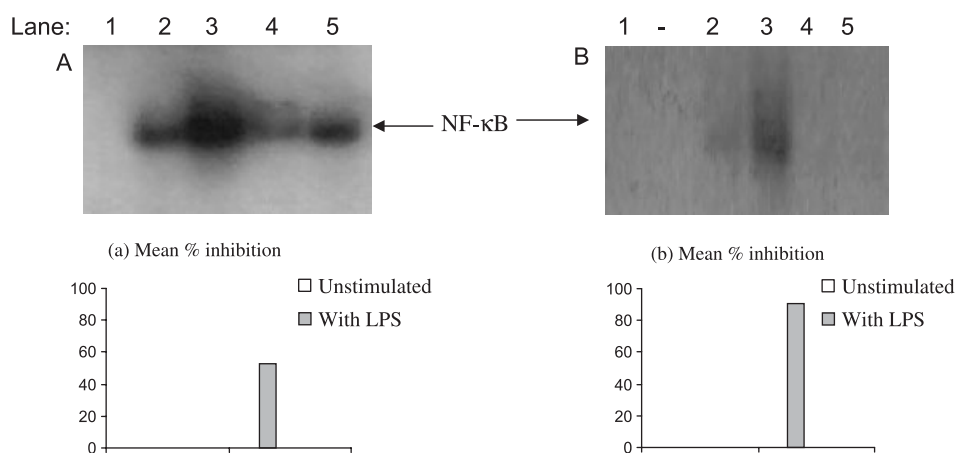 Lane: 1 2 3 4 5
1 - 2 3 4 5
A
B
NF-κB
(a) Mean % inhibition
(b) Mean % inhibition
100
80
60
40
20
0
Unstimulated
With LPS
100
80
60
40
20
0
Unstimulated
With LPS